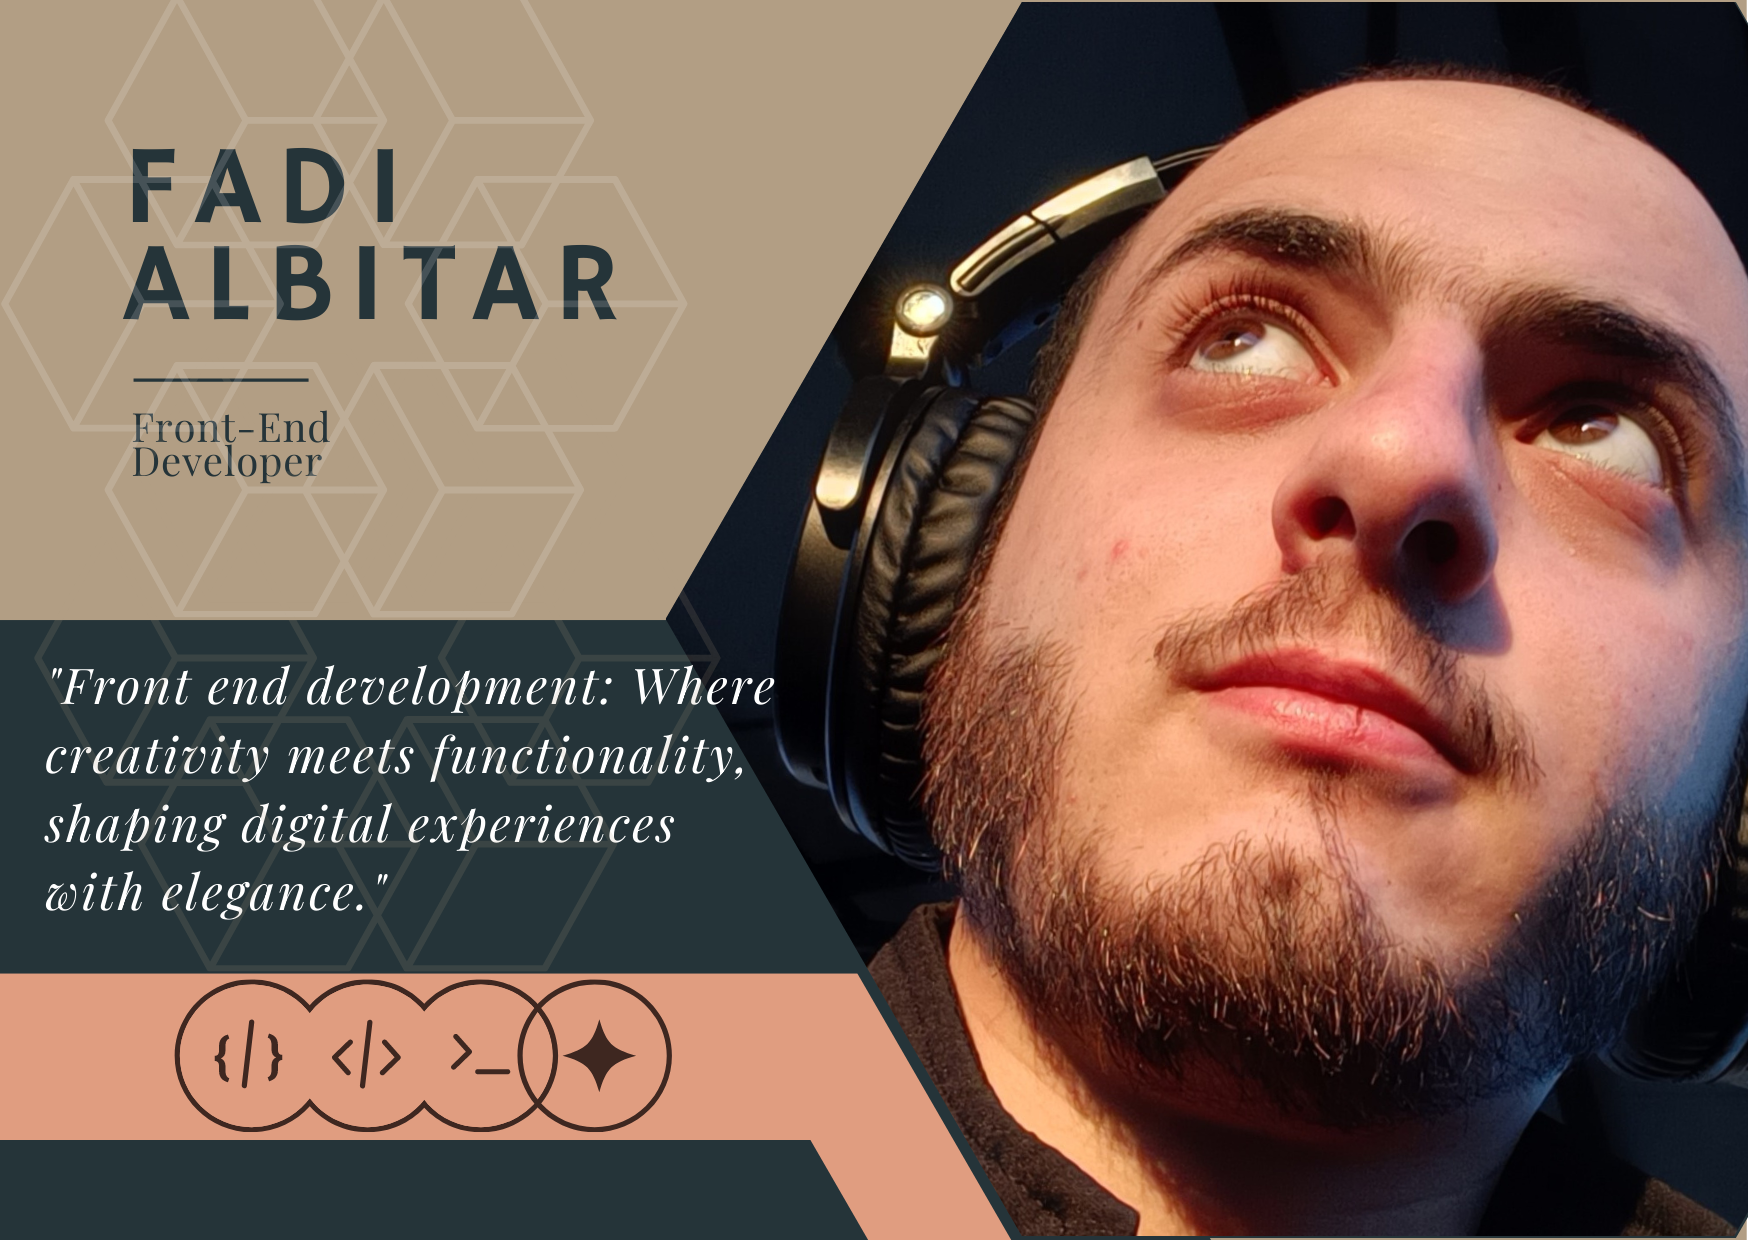 FADI
ALBITAR
Front-End
Developer
"Front end development: Where
creativity meets functionality,
shaping digital experiences
with elegance."
{/} </> >_